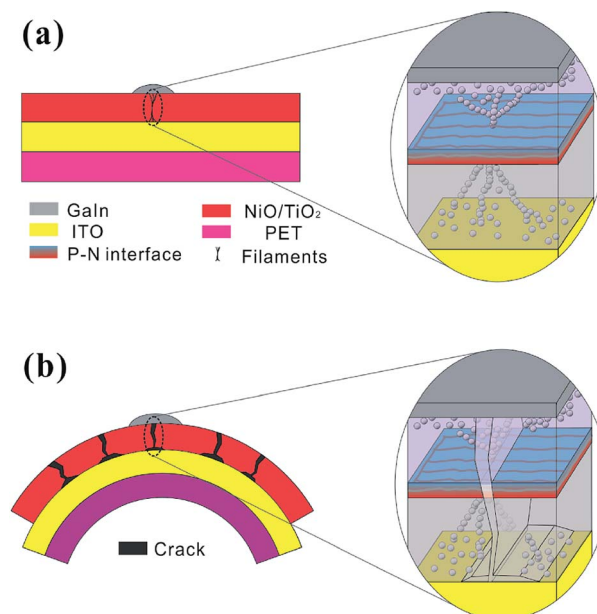 (a)
GaIn
NiO/TiO₂
ITO
PET
P-N interface
Filaments
(b)
Crack